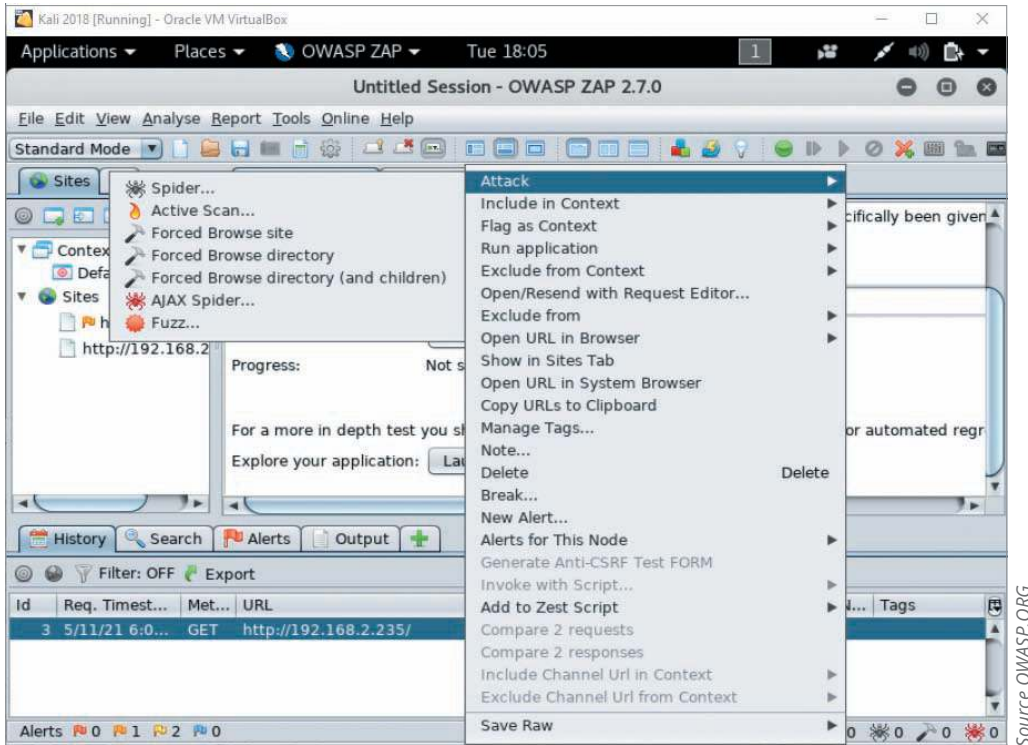 Kali 2018 [Running] - Oracle VM VirtualBox
Applications Places OWASP ZAP Tue 18:05 1
Untitled Session - OWASP ZAP 2.7.0
File Edit View Analyse Report Tools Online Help
Standard Mode
Sites
Spider...
Active Scan...
Forced Browse site
Forced Browse directory
Forced Browse directory (and children)
AJAX Spider...
Fuzz...
Contex
Defa
Sites
h
http://192.168.2
Attack
Include in Context
Flag as Context
Run application
Exclude from Context
Open/Resend with Request Editor...
Exclude from
Open URL in Browser
Show in Sites Tab
Open URL in System Browser
Copy URLs to Clipboard
Manage Tags...
Note...
Delete Delete
Break...
New Alert...
Alerts for This Node
Generate Anti-CSRF Test FORM
Invoke with Script...
Add to Zest Script
Compare 2 requests
Compare 2 responses
Include Channel Url in Context
Exclude Channel Url from Context
Save Raw
cifically been given
Progress: Not s
For a more in depth test you sh
or automated regr
Explore your application: Lau
History Search Alerts Output
Filter: OFF Export
Id Req. Timest... Met... URL N... Tags
3 5/11/21 6:0... GET http://192.168.2.235/
Alerts 0 1 2 0
0 0 0 0
Source OWASP.ORG